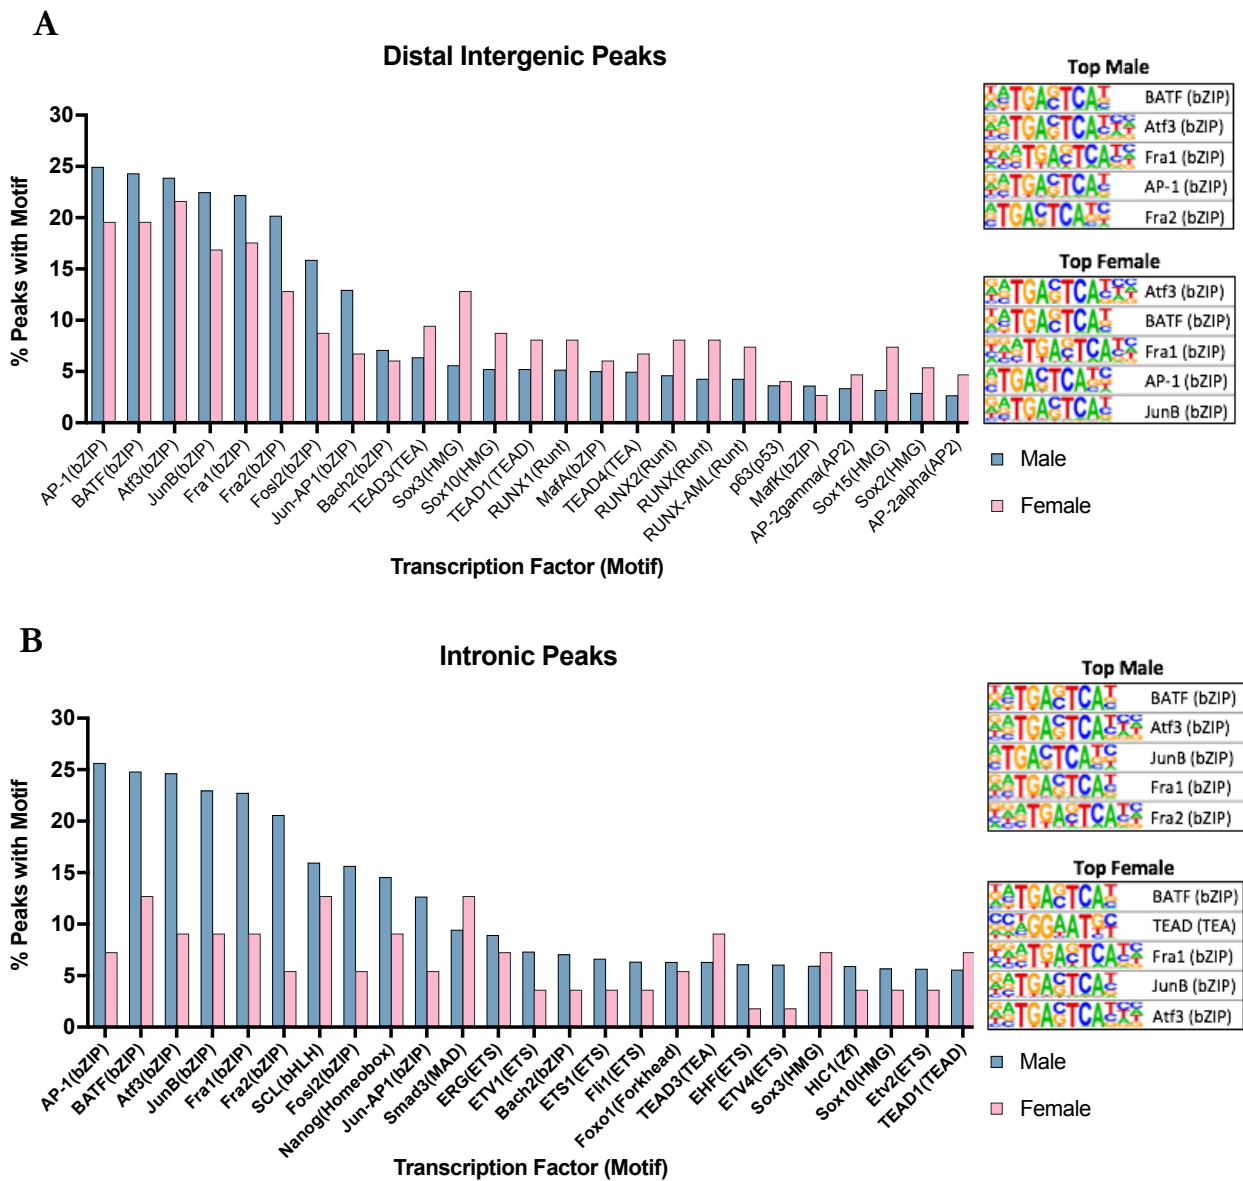 A
Distal Intergenic Peaks
% Peaks with Motif
30
25
20
15
10
5
0
AP-1(bZIP)
BATF(bZIP)
Atf3(bZIP)
JunB(bZIP)
Fra1(bZIP)
Fra2(bZIP)
Fosl2(bZIP)
Jun-AP1(bZIP)
Bach2(bZIP)
TEAD3(TEA)
Sox3(HMG)
Sox10(HMG)
TEAD1(TEAD)
RUNX1(Runt)
MafA(bZIP)
TEAD4(TEA)
RUNX2(Runt)
RUNX(Runt)
RUNX-AML(Runt)
p63(p53)
MafK(bZIP)
AP-2gamma(AP2)
Sox15(HMG)
Sox2(HMG)
AP-2alpha(AP2)
Transcription Factor (Motif)
Top Male
BATF (bZIP)
Atf3 (bZIP)
Fra1 (bZIP)
AP-1 (bZIP)
Fra2 (bZIP)
Top Female
Atf3 (bZIP)
BATF (bZIP)
Fra1 (bZIP)
AP-1 (bZIP)
JunB (bZIP)
Male
Female
B
Intronic Peaks
% Peaks with Motif
30
25
20
15
10
5
0
AP-1(bZIP)
BATF(bZIP)
Atf3(bZIP)
JunB(bZIP)
Fra1(bZIP)
Fra2(bZIP)
SCL(bHLH)
Fosl2(bZIP)
Nanog(Homeobox)
Jun-AP1(bZIP)
Smad3(MAD)
ERG(ETS)
ETV1(ETS)
Bach2(bZIP)
ETS1(ETS)
Fli1(ETS)
Foxo1(Forkhead)
TEAD3(TEA)
EHF(ETS)
ETV4(ETS)
Sox3(HMG)
HIC1(Zf)
Sox10(HMG)
Etv2(ETS)
TEAD1(TEAD)
Transcription Factor (Motif)
Top Male
BATF (bZIP)
Atf3 (bZIP)
JunB (bZIP)
Fra1 (bZIP)
Fra2 (bZIP)
Top Female
BATF (bZIP)
TEAD (TEA)
Fra1 (bZIP)
JunB (bZIP)
Atf3 (bZIP)
Male
Female